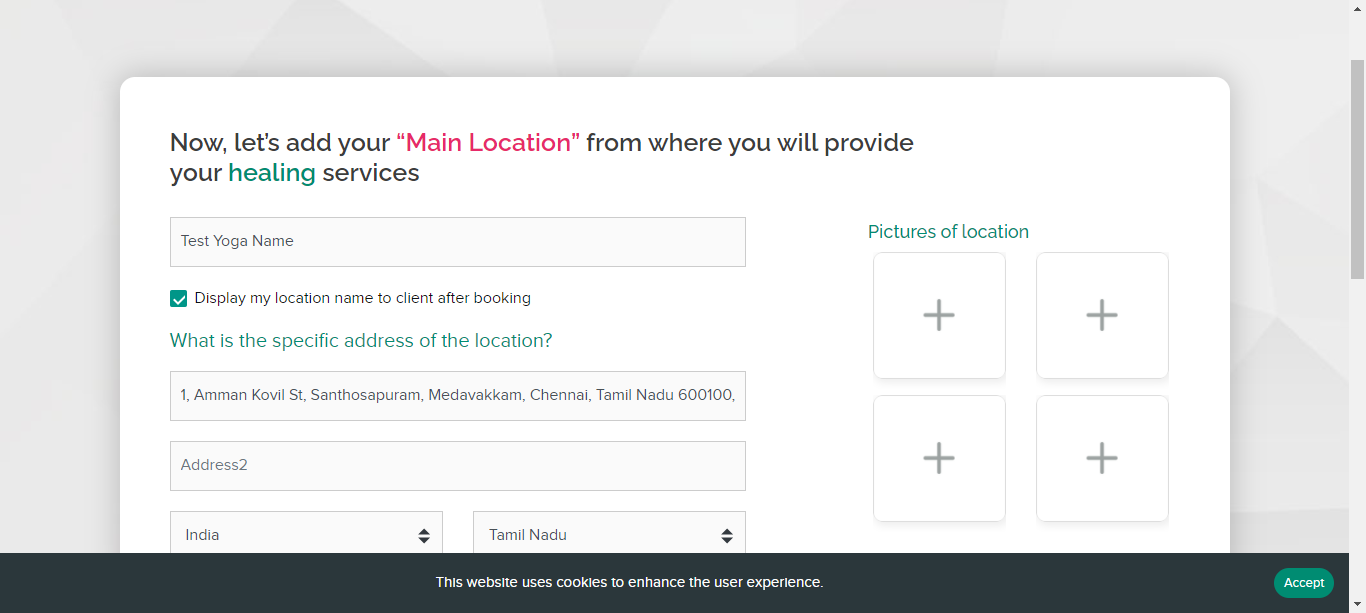 Now, let's add your “Main Location” from where you will provide
your healing services
Test Yoga Name
Display my location name to client after booking
What is the specific address of the location?
1, Amman Kovil St, Santhosapuram, Medavakkam, Chennai, Tamil Nadu 600100,
Address2
India
Tamil Nadu
Pictures of location
This website uses cookies to enhance the user experience.
Accept